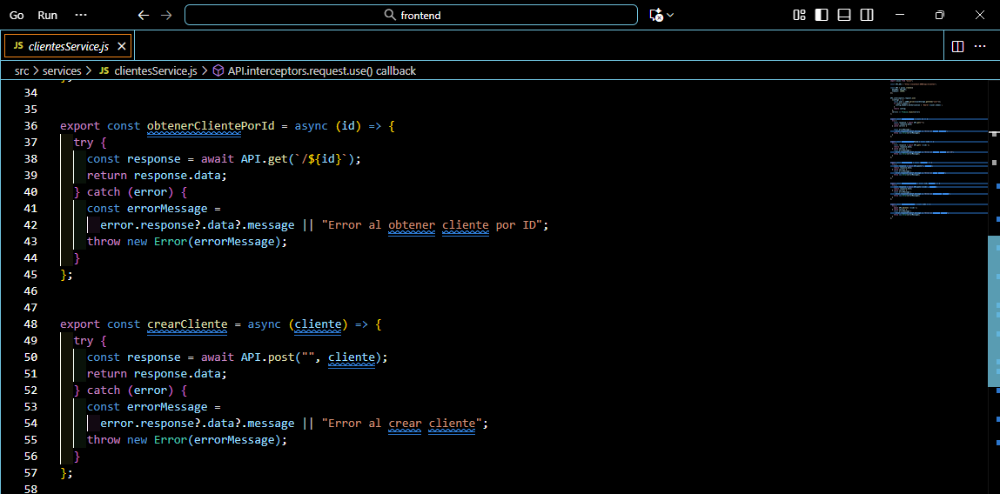 Go Run ···
frontend
JS clientesService.js
src > services > JS clientesService.js > API.interceptors.request.use() callback
34
35
36 export const obtenerClientePorId = async (id) => {
37 try {
38 const response = await API.get(`/${id}`);
39 return response.data;
40 } catch (error) {
41 const errorMessage =
42 error.response?.data?.message || "Error al obtener cliente por ID";
43 throw new Error(errorMessage);
44 }
45 };
46
47
48 export const crearCliente = async (cliente) => {
49 try {
50 const response = await API.post("", cliente);
51 return response.data;
52 } catch (error) {
53 const errorMessage =
54 error.response?.data?.message || "Error al crear cliente";
55 throw new Error(errorMessage);
56 }
57 };
58